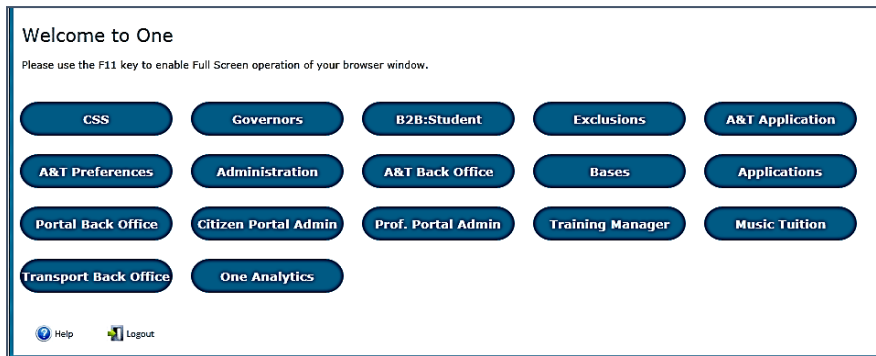 Welcome to One
Please use the F11 key to enable Full Screen operation of your browser window.
CSS Governors B2B:Student Exclusions A&T Application
A&T Preferences Administration A&T Back Office Bases Applications
Portal Back Office Citizen Portal Admin Prof. Portal Admin Training Manager Music Tuition
Transport Back Office One Analytics
Help Logout